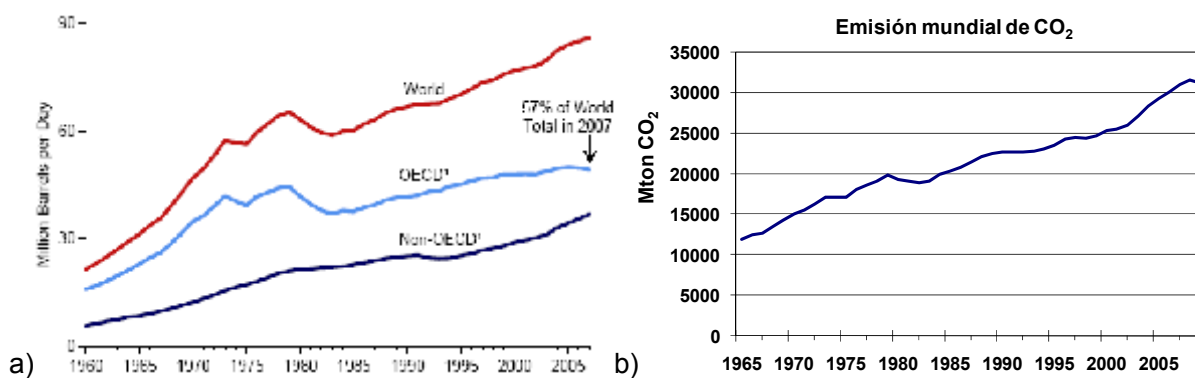 90
60
30
0
Million Barrels per Day
World
57% of World
Total in 2007
OECD¹
Non-OECD¹
1960 1965 1970 1975 1980 1985 1990 1995 2000 2005
a)
Emisión mundial de CO₂
35000
30000
25000
20000
15000
10000
5000
0
Mton CO₂
1965 1970 1975 1980 1985 1990 1995 2000 2005
b)